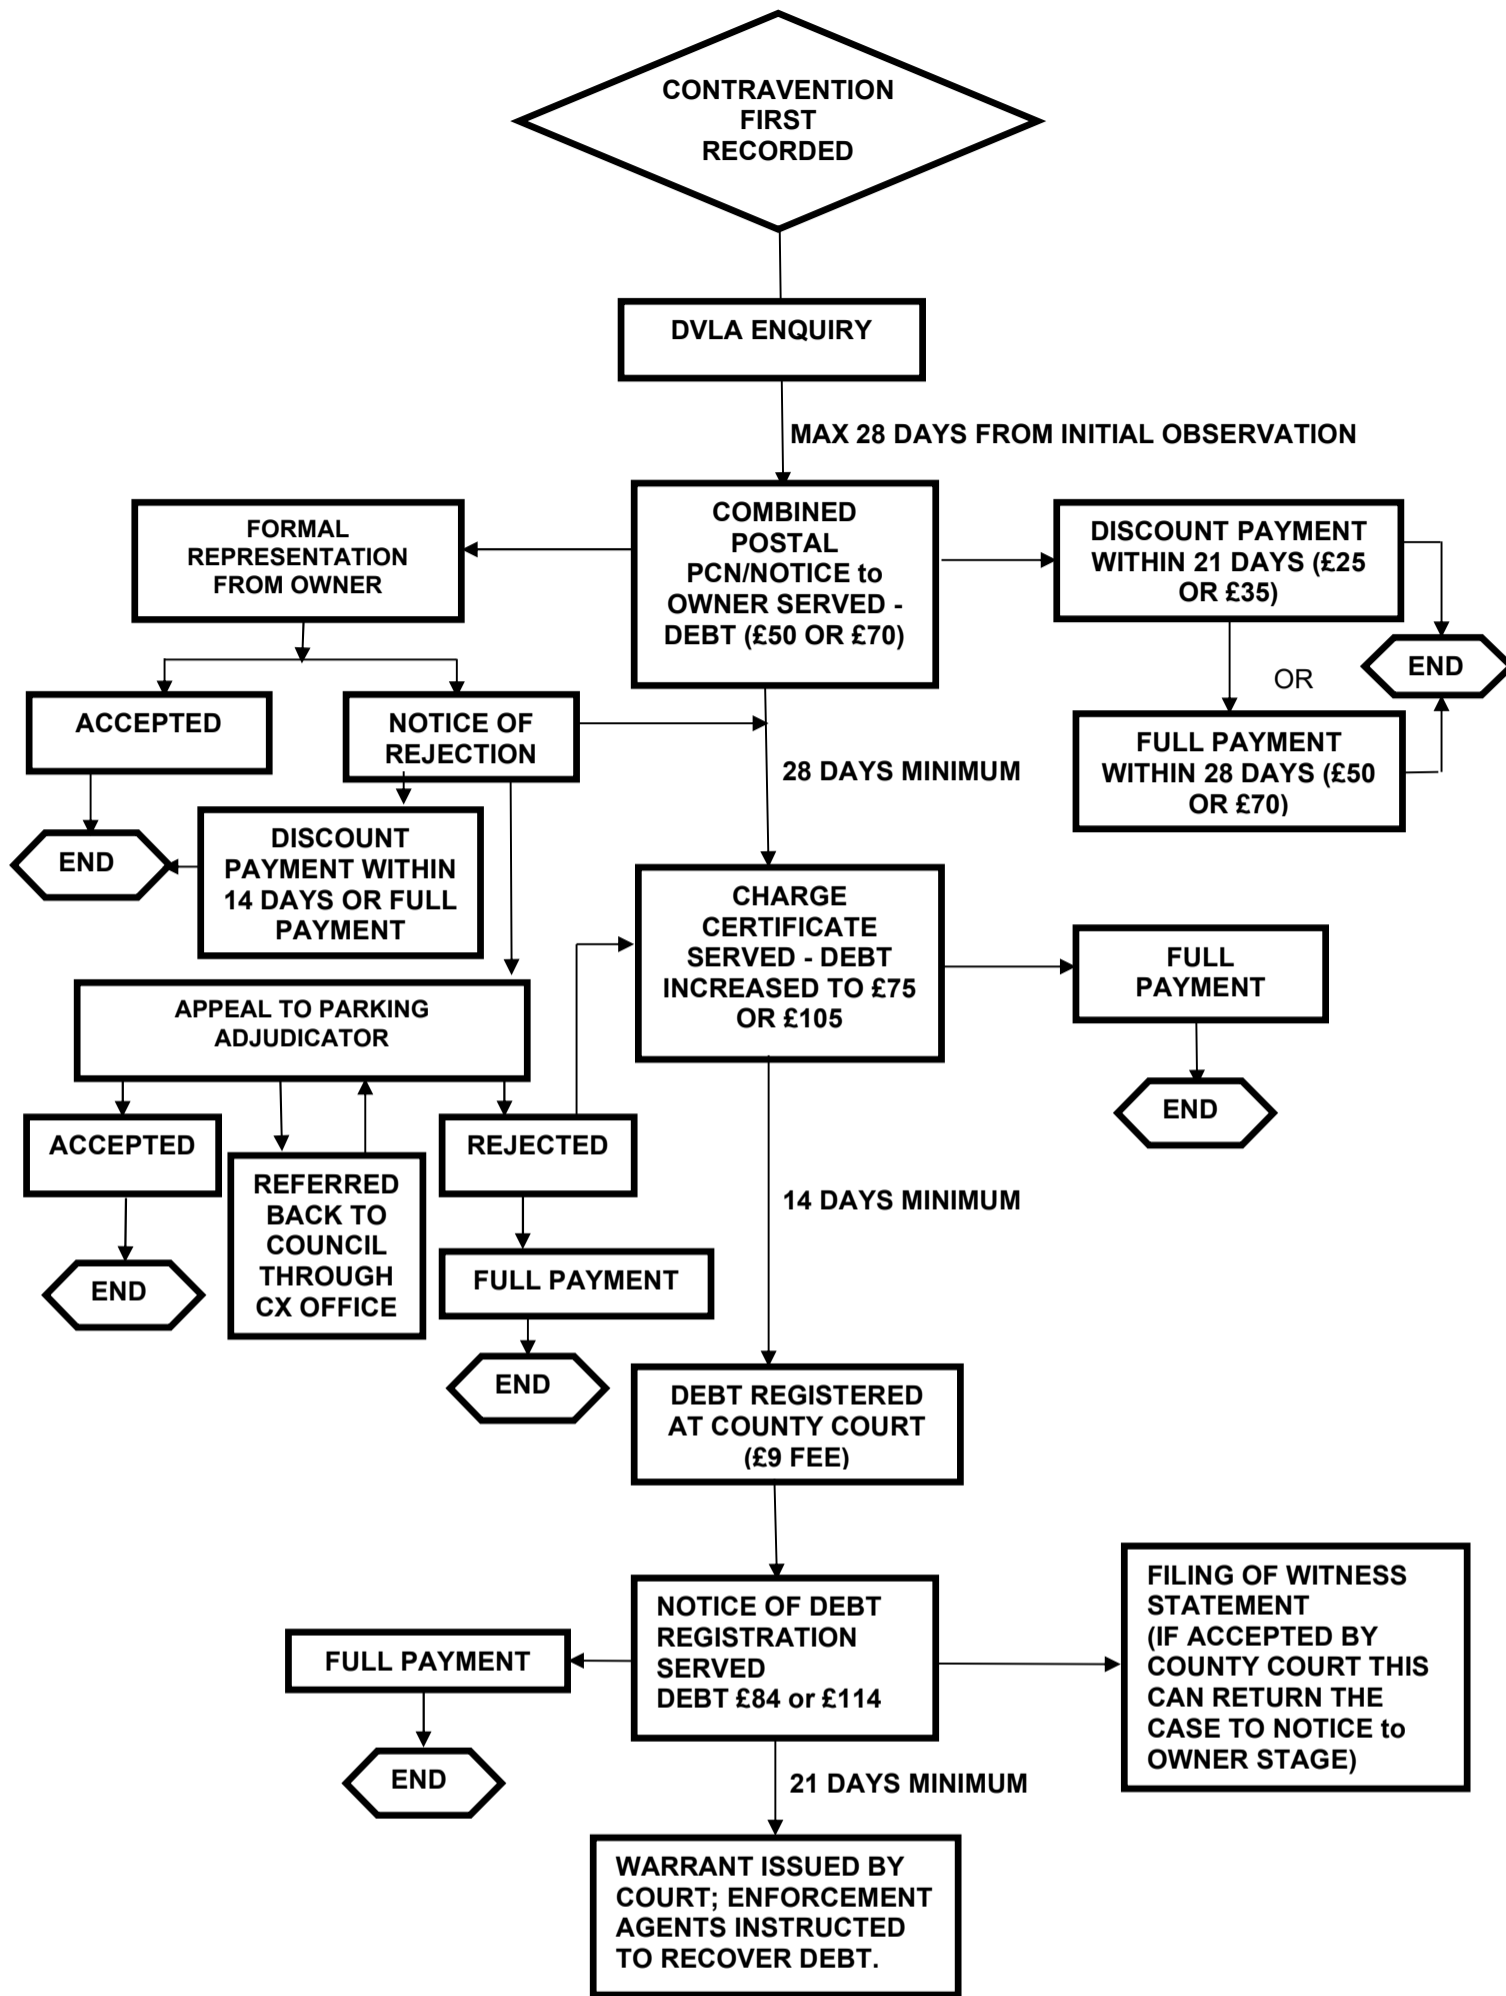 CONTRAVENTION
FIRST
RECORDED
DVLA ENQUIRY
MAX 28 DAYS FROM INITIAL OBSERVATION
FORMAL
REPRESENTATION
FROM OWNER
COMBINED
POSTAL
PCN/NOTICE to
OWNER SERVED -
DEBT (£50 OR £70)
DISCOUNT PAYMENT
WITHIN 21 DAYS (£25
OR £35)
END
OR
FULL PAYMENT
WITHIN 28 DAYS (£50
OR £70)
ACCEPTED
NOTICE OF
REJECTION
28 DAYS MINIMUM
END
DISCOUNT
PAYMENT WITHIN
14 DAYS OR FULL
PAYMENT
CHARGE
CERTIFICATE
SERVED - DEBT
INCREASED TO £75
OR £105
FULL
PAYMENT
END
APPEAL TO PARKING
ADJUDICATOR
ACCEPTED
REFERRED
BACK TO
COUNCIL
THROUGH
CX OFFICE
REJECTED
14 DAYS MINIMUM
END
FULL PAYMENT
END
DEBT REGISTERED
AT COUNTY COURT
(£9 FEE)
FULL PAYMENT
NOTICE OF DEBT
REGISTRATION
SERVED
DEBT £84 or £114
FILING OF WITNESS
STATEMENT
(IF ACCEPTED BY
COUNTY COURT THIS
CAN RETURN THE
CASE TO NOTICE to
OWNER STAGE)
END
21 DAYS MINIMUM
WARRANT ISSUED BY
COURT; ENFORCEMENT
AGENTS INSTRUCTED
TO RECOVER DEBT.